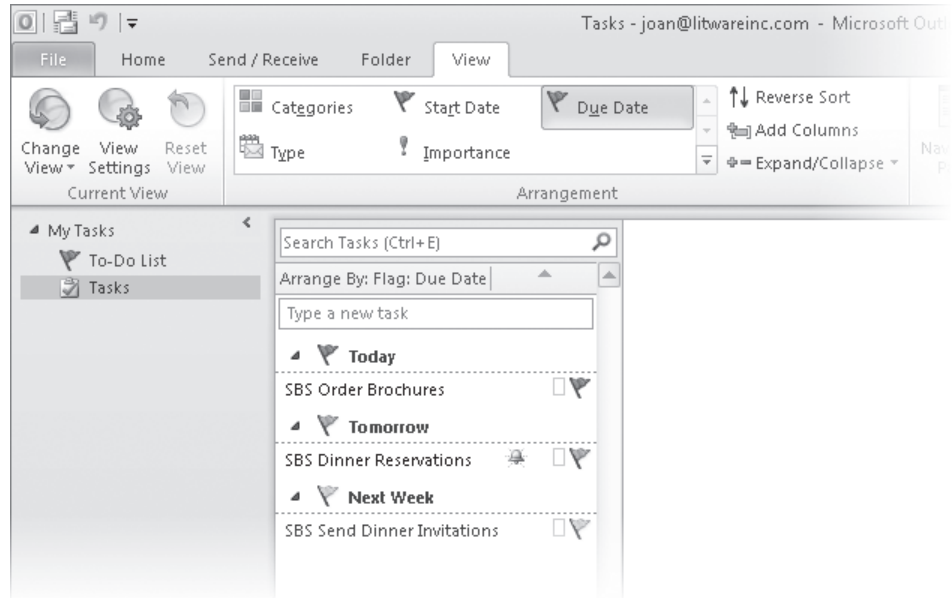 Tasks - joan@litwareinc.com - Microsoft Out
File Home Send / Receive Folder View
Change View
View Settings
Reset View
Current View
Categories Start Date Due Date
Type Importance
Reverse Sort
Add Columns
Expand/Collapse
Arrangement
My Tasks
To-Do List
Tasks
Search Tasks (Ctrl+E)
Arrange By: Flag: Due Date
Type a new task
Today
SBS Order Brochures
Tomorrow
SBS Dinner Reservations
Next Week
SBS Send Dinner Invitations